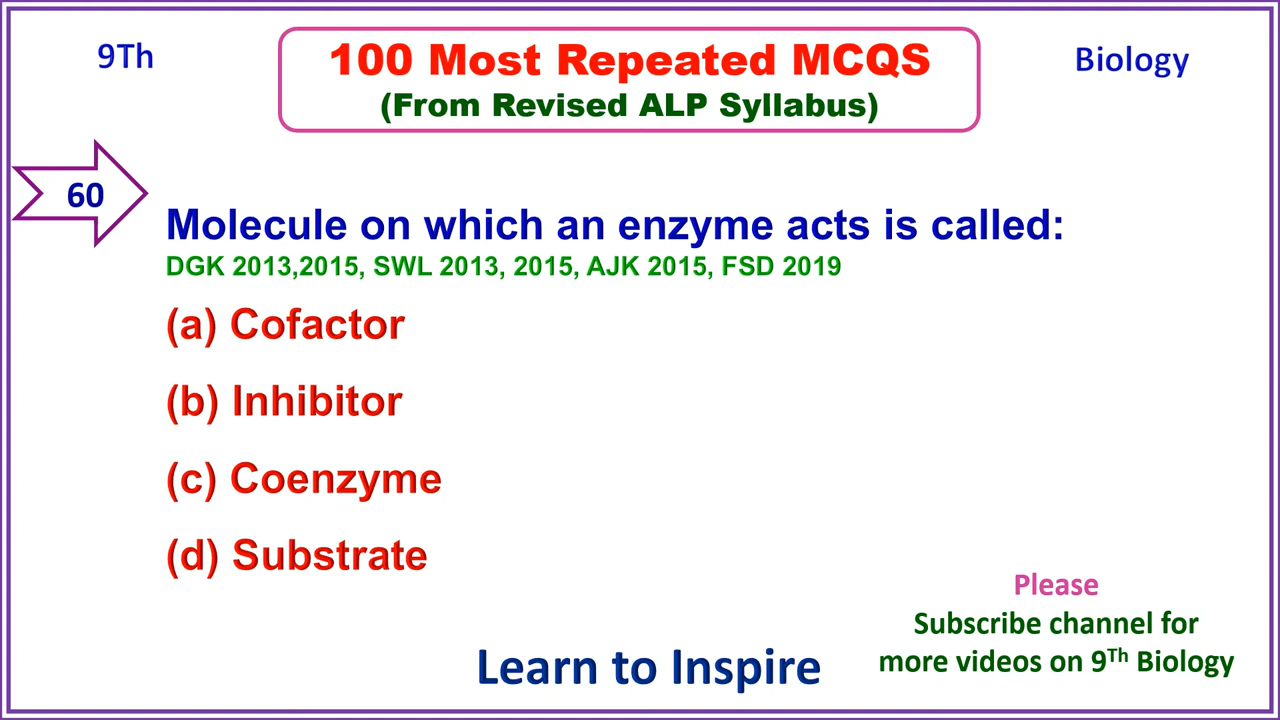 9Th
100 Most Repeated MCQS
Biology
(From Revised ALP Syllabus)
60
Molecule on which an enzyme acts is called:
DGK 2013,2015, SWL 2013, 2015, AJK 2015, FSD 2019
(a) Cofactor
(b) Inhibitor
(c) Coenzyme
(d) Substrate
Please
Subscribe channel for
more videos on 9Th Biology
Learn to Inspire